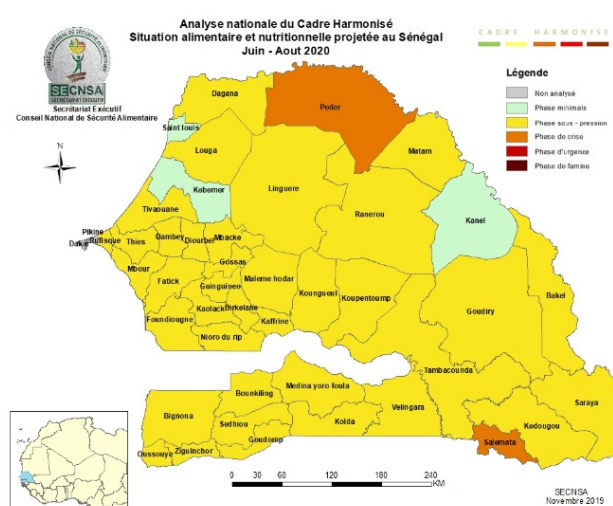 Analyse nationale du Cadre Harmonisé
Situation alimentaire et nutritionnelle projetée au Sénégal
Juin - Aout 2020
CADRE HARMONISE
SECNSA
SECRETARIAT EXECUTIF
Secrétariat Exécutif
Conseil National de Sécurité Alimentaire
N
Légende
Non analysé
Phase minimale
Phase sous - pression
Phase de crise
Phase d'urgence
Phase de famine
Dagana
Podor
Saint louis
Louga
Matam
Linguere
Kebemer
Ranerou
Kanel
Tivaouane
Pikine
Dakar
Rufisque
Thies
Bambey
Diourbel
Mbacke
Mbour
Gossas
Fatick
Guinguineo
Maleme hodar
Koungueul
Koupentoump
Goudiry
Bakel
Kaolack
Birkelane
Foundiougne
Kaffrine
Nioro du rip
Tambacounda
Medina yoro foula
Bounkiling
Saraya
Bignona
Velingara
Sedhiou
Kolda
Kedougou
Goudomp
Salemata
Oussouye
Ziguinchor
0 30 60 120 180 240
KM
SECNSA
Novembre 2019